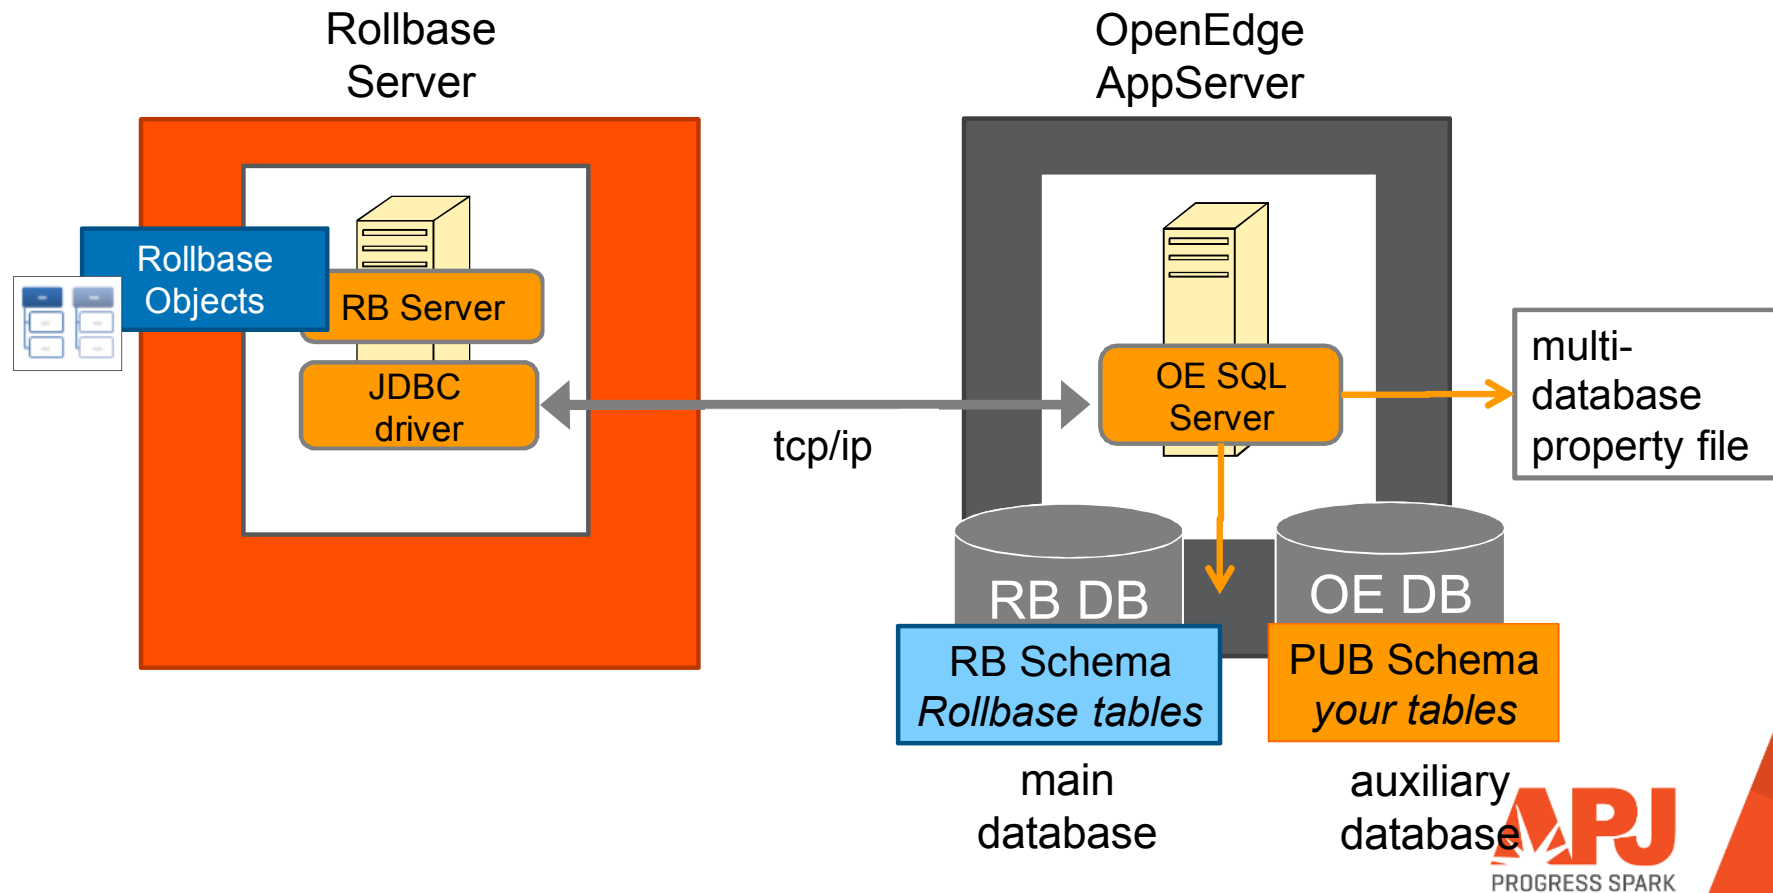 Rollbase
Server
OpenEdge
AppServer
Rollbase
Objects
RB Server
JDBC
driver
tcp/ip
OE SQL
Server
multi-
database
property file
RB DB
OE DB
RB Schema
Rollbase tables
PUB Schema
your tables
main
database
auxiliary
database
APJ
PROGRESS SPARK